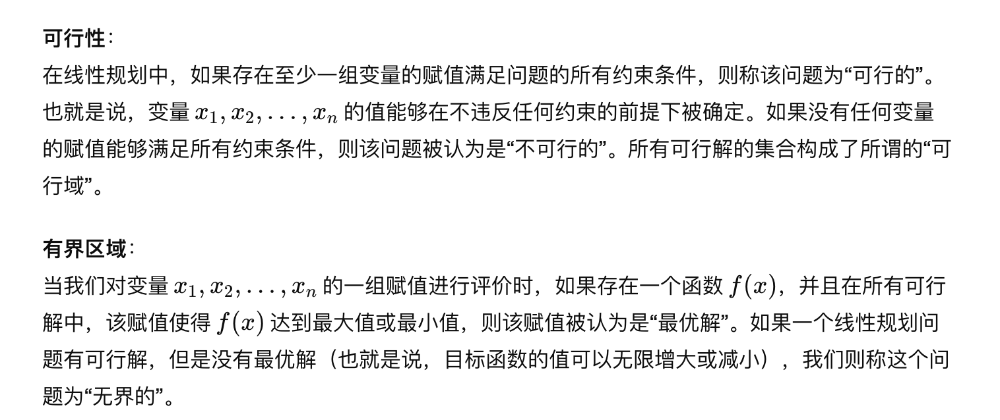 可行性：
在线性规划中，如果存在至少一组变量的赋值满足问题的所有约束条件，则称该问题为“可行的”。
也就是说，变量 x₁, x₂, . . . , xₙ 的值能够在不违反任何约束的前提下被确定。如果没有任何变量
的赋值能够满足所有约束条件，则该问题被认为是“不可行的”。所有可行解的集合构成了所谓的“可
行域”。
有界区域：
当我们对变量 x₁, x₂, . . . , xₙ 的一组赋值进行评价时，如果存在一个函数 f(x)，并且在所有可行
解中，该赋值使得 f(x) 达到最大值或最小值，则该赋值被认为是“最优解”。如果一个线性规划问
题有可行解，但是没有最优解（也就是说，目标函数的值可以无限增大或减小），我们则称这个问
题为“无界的”。